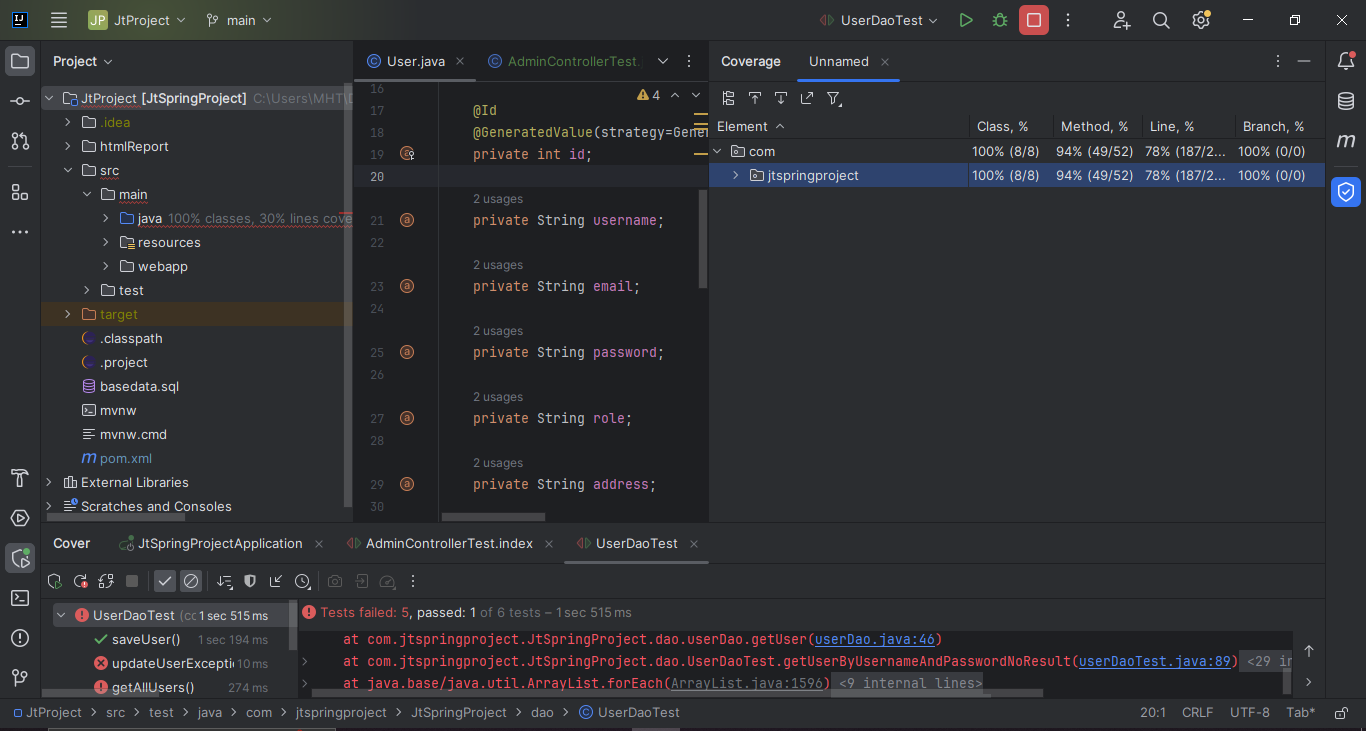 JP JtProject main UserDaoTest
Project
JtProject [JtSpringProject] C:\Users\MHT\
.idea
htmlReport
src
main
java 100% classes, 30% lines cove
resources
webapp
test
target
.classpath
.project
basedata.sql
mvnw
mvnw.cmd
m pom.xml
External Libraries
Scratches and Consoles
User.java AdminControllerTest.
4
16
17 @Id
18 @GeneratedValue(strategy=Gener
19 private int id;
20
2 usages
21 private String username;
22
2 usages
23 private String email;
24
2 usages
25 private String password;
26
2 usages
27 private String role;
28
2 usages
29 private String address;
30
Coverage Unnamed
Element Class, % Method, % Line, % Branch, %
com 100% (8/8) 94% (49/52) 78% (187/2... 100% (0/0)
jtspringproject 100% (8/8) 94% (49/52) 78% (187/2... 100% (0/0)
Cover JtSpringProjectApplication AdminControllerTest.index UserDaoTest
UserDaoTest (cc 1 sec 515 ms
saveUser() 1 sec 194 ms
updateUserExcepti 10 ms
getAllUsers() 274 ms
Tests failed: 5, passed: 1 of 6 tests – 1 sec 515 ms
at com.jtspringproject.JtSpringProject.dao.userDao.getUser(userDao.java:46)
at com.jtspringproject.JtSpringProject.dao.UserDaoTest.getUserByUsernameAndPasswordNoResult(userDaoTest.java:89) <29 in
at java.base/java.util.ArrayList.forEach(ArrayList.java:1596) <9 internal lines>
JtProject > src > test > java > com > jtspringproject > JtSpringProject > dao > UserDaoTest 20:1 CRLF UTF-8 Tab*